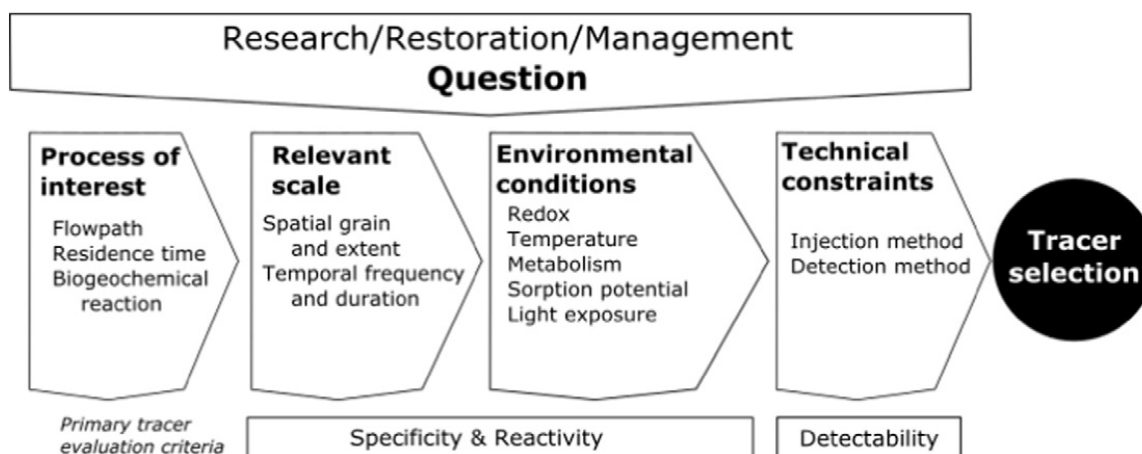 Research/Restoration/Management
Question
Process of
interest
Flowpath
Residence time
Biogeochemical
reaction
Relevant
scale
Spatial grain
and extent
Temporal frequency
and duration
Environmental
conditions
Redox
Temperature
Metabolism
Sorption potential
Light exposure
Technical
constraints
Injection method
Detection method
Tracer
selection
Primary tracer
evaluation criteria
Specificity & Reactivity
Detectability